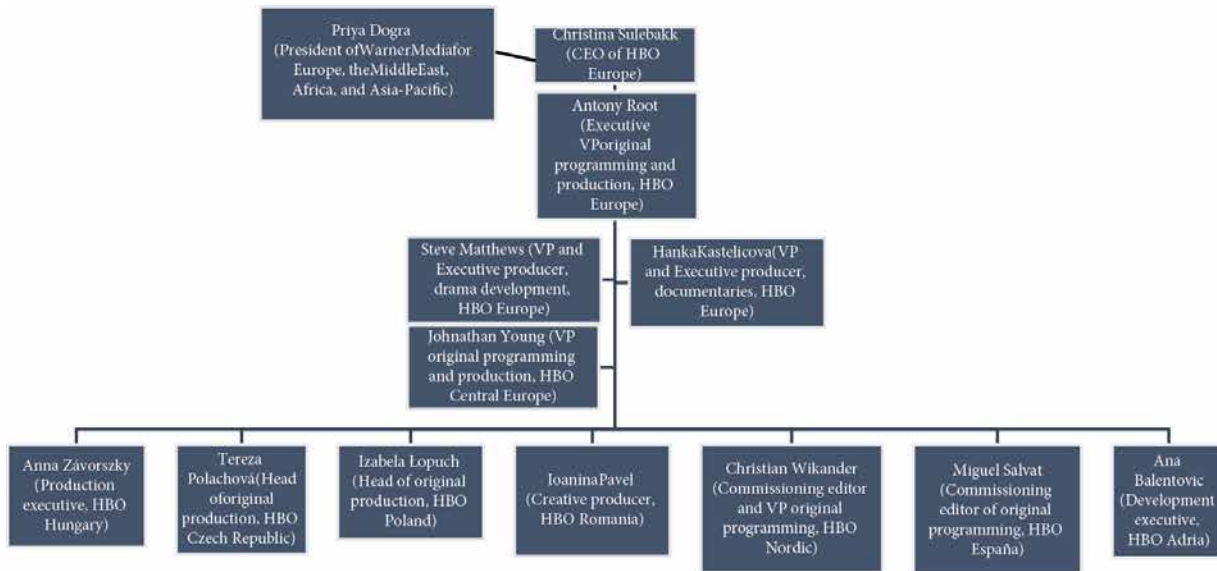 Priya Dogra
(President ofWarnerMediafor
Europe, theMiddleEast,
Africa, and Asia-Pacific)
Christina Sulebakk
(CEO of HBO
Europe)
Antony Root
(Executive
VPoriginal
programming and
production, HBO
Europe)
Steve Matthews (VP and
Executive producer,
drama development,
HBO Europe)
HankaKastelicova(VP
and Executive producer,
documentaries, HBO
Europe)
Johnathan Young (VP
original programming
and production, HBO
Central Europe)
Anna Závorszky
(Production
executive, HBO
Hungary)
Tereza
Polachová(Head
oforiginal
production, HBO
Czech Republic)
Izabela Łopuch
(Head of original
production, HBO
Poland)
IoaninaPavel
(Creative producer,
HBO Romania)
Christian Wikander
(Commissioning editor
and VP original
programming, HBO
Nordic)
Miguel Salvat
(Commissioning
editor of original
programming, HBO
España)
Ana
Balentovic
(Development
executive,
HBO Adria)